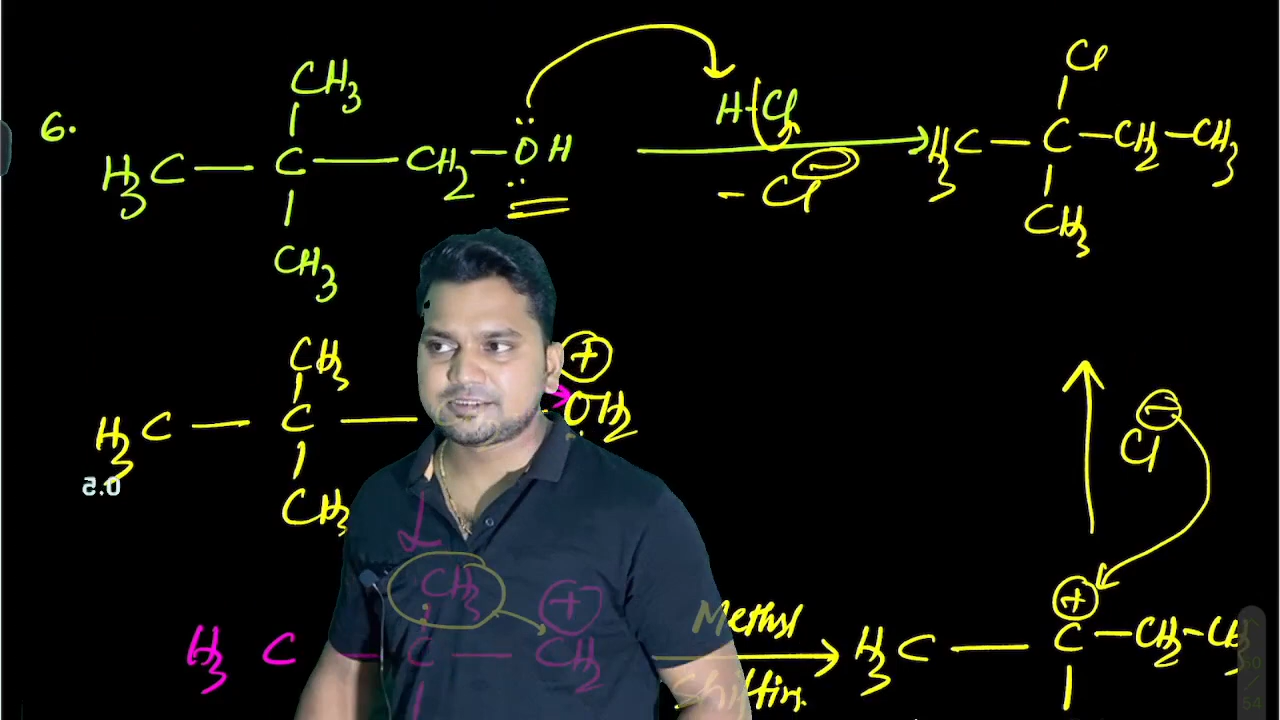 CH3 Cl
6. H3C — C — CH2 — OH H-Cl H3C — C — CH2 — CH3
- Cl⊖
CH3 CH3
CH3 ⊕
H3C — C — OH2 Cl⊖
CH3
CH3 ⊕ Methyl ⊕
H3 C — C — CH2 H3C — C — CH2 - CH3
Shifting